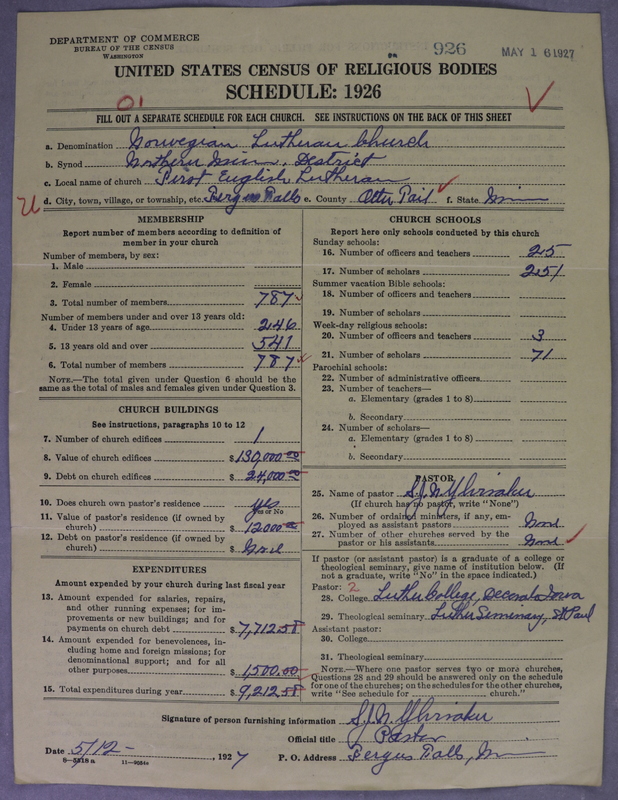 DEPARTMENT OF COMMERCE
BUREAU OF THE CENSUS
WASHINGTON
926
MAY 16 1927
UNITED STATES CENSUS OF RELIGIOUS BODIES
SCHEDULE: 1926
01
FILL OUT A SEPARATE SCHEDULE FOR EACH CHURCH. SEE INSTRUCTIONS ON THE BACK OF THIS SHEET
a. Denomination Norwegian Lutheran Church
b. Synod Northern Minn. District
c. Local name of church First English Lutheran
d. City, town, village, or township, etc. Fergus Falls e. County Otter Tail f. State Minn
U
MEMBERSHIP
Report number of members according to definition of member in your church
Number of members, by sex:
1. Male
2. Female
3. Total number of members 787
Number of members under and over 13 years old:
4. Under 13 years of age 246
5. 13 years old and over 541
6. Total number of members 787
NOTE.—The total given under Question 6 should be the
same as the total of males and females given under Question 3.
CHURCH BUILDINGS
See instructions, paragraphs 10 to 12
7. Number of church edifices 1
8. Value of church edifices $ 130,000.00
9. Debt on church edifices $ 24,000.00
10. Does church own pastor's residence? yes
Yes or No
11. Value of pastor's residence (if owned by
church) $ 12000.00
12. Debt on pastor's residence (if owned by
church) $
EXPENDITURES
Amount expended by your church during last fiscal year
13. Amount expended for salaries, repairs,
and other running expenses; for im-
provements or new buildings; and for
payments on church debt $ 7,712.58
14. Amount expended for benevolences, in-
cluding home and foreign missions; for
denominational support; and for all
other purposes $ 1,500.00
15. Total expenditures during year $ 9,212.58
CHURCH SCHOOLS
Report here only schools conducted by this church
Sunday schools:
16. Number of officers and teachers 25
17. Number of scholars 251
Summer vacation Bible schools:
18. Number of officers and teachers
19. Number of scholars
Week-day religious schools:
20. Number of officers and teachers 3
21. Number of scholars 71
Parochial schools:
22. Number of administrative officers
23. Number of teachers—
a. Elementary (grades 1 to 8)
b. Secondary
24. Number of scholars—
a. Elementary (grades 1 to 8)
b. Secondary
PASTOR
25. Name of pastor S. J. N. Ylvisaker
(If church has no pastor, write "None")
26. Number of ordained ministers, if any, em-
ployed as assistant pastors None
27. Number of other churches served by the
pastor or his assistants None
If pastor (or assistant pastor) is a graduate of a college or
theological seminary, give name of institution below. (If
not a graduate, write "No" in the space indicated.)
Pastor: 2
28. College Luther College, Decorah Iowa
29. Theological seminary Luther Seminary, St Paul
Assistant pastor:
30. College
31. Theological seminary
NOTE.—Where one pastor serves two or more churches,
Questions 28 and 29 should be answered only on the schedule
for one of the churches; on the schedules for the other churches,
write "See schedule for church."
Signature of person furnishing information S. J. N. Ylvisaker
Official title Pastor
Date 5/12- , 1927 P. O. Address Fergus Falls, Minn
8-5518 a 11-9054a